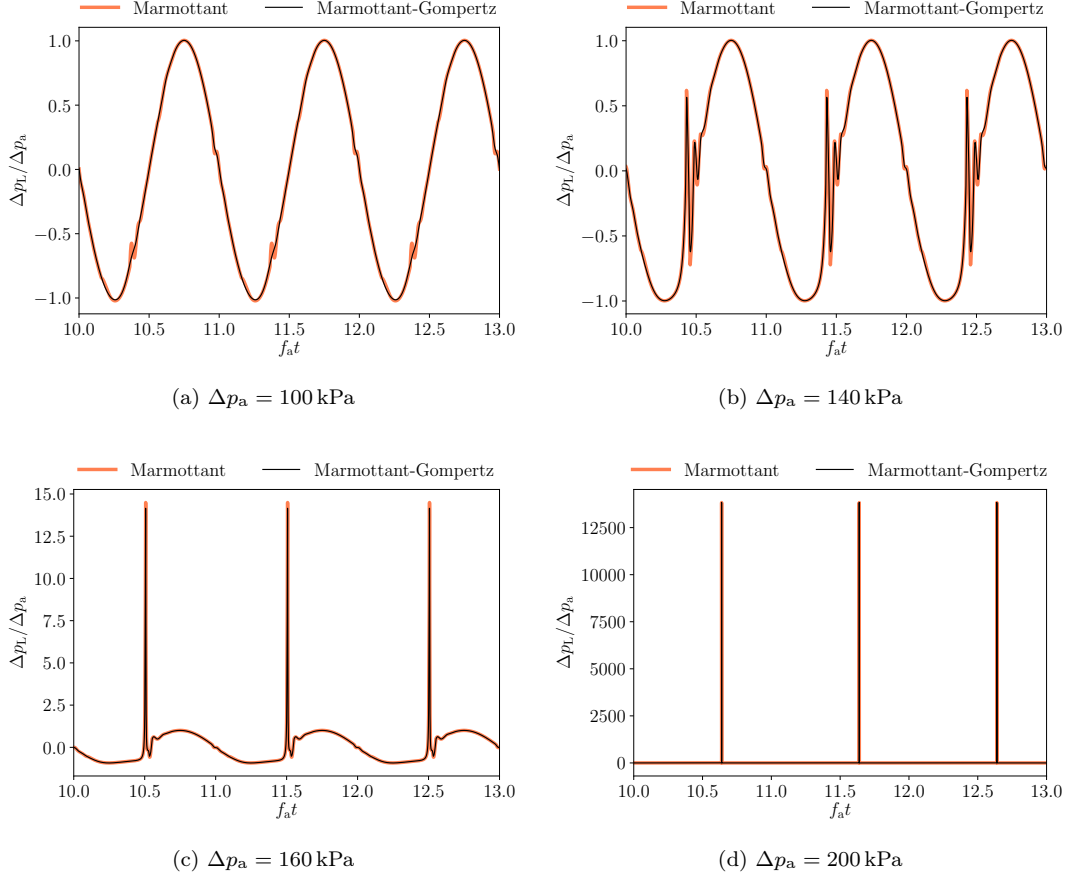 Marmottant Marmottant-Gompertz
1.0
0.5
0.0
−0.5
−1.0
Δp_L/Δp_a
10.0 10.5 11.0 11.5 12.0 12.5 13.0
f_a t
(a) Δp_a = 100 kPa
Marmottant Marmottant-Gompertz
1.0
0.5
0.0
−0.5
−1.0
Δp_L/Δp_a
10.0 10.5 11.0 11.5 12.0 12.5 13.0
f_a t
(b) Δp_a = 140 kPa
Marmottant Marmottant-Gompertz
15.0
12.5
10.0
7.5
5.0
2.5
0.0
Δp_L/Δp_a
10.0 10.5 11.0 11.5 12.0 12.5 13.0
f_a t
(c) Δp_a = 160 kPa
Marmottant Marmottant-Gompertz
12500
10000
7500
5000
2500
0
Δp_L/Δp_a
10.0 10.5 11.0 11.5 12.0 12.5 13.0
f_a t
(d) Δp_a = 200 kPa